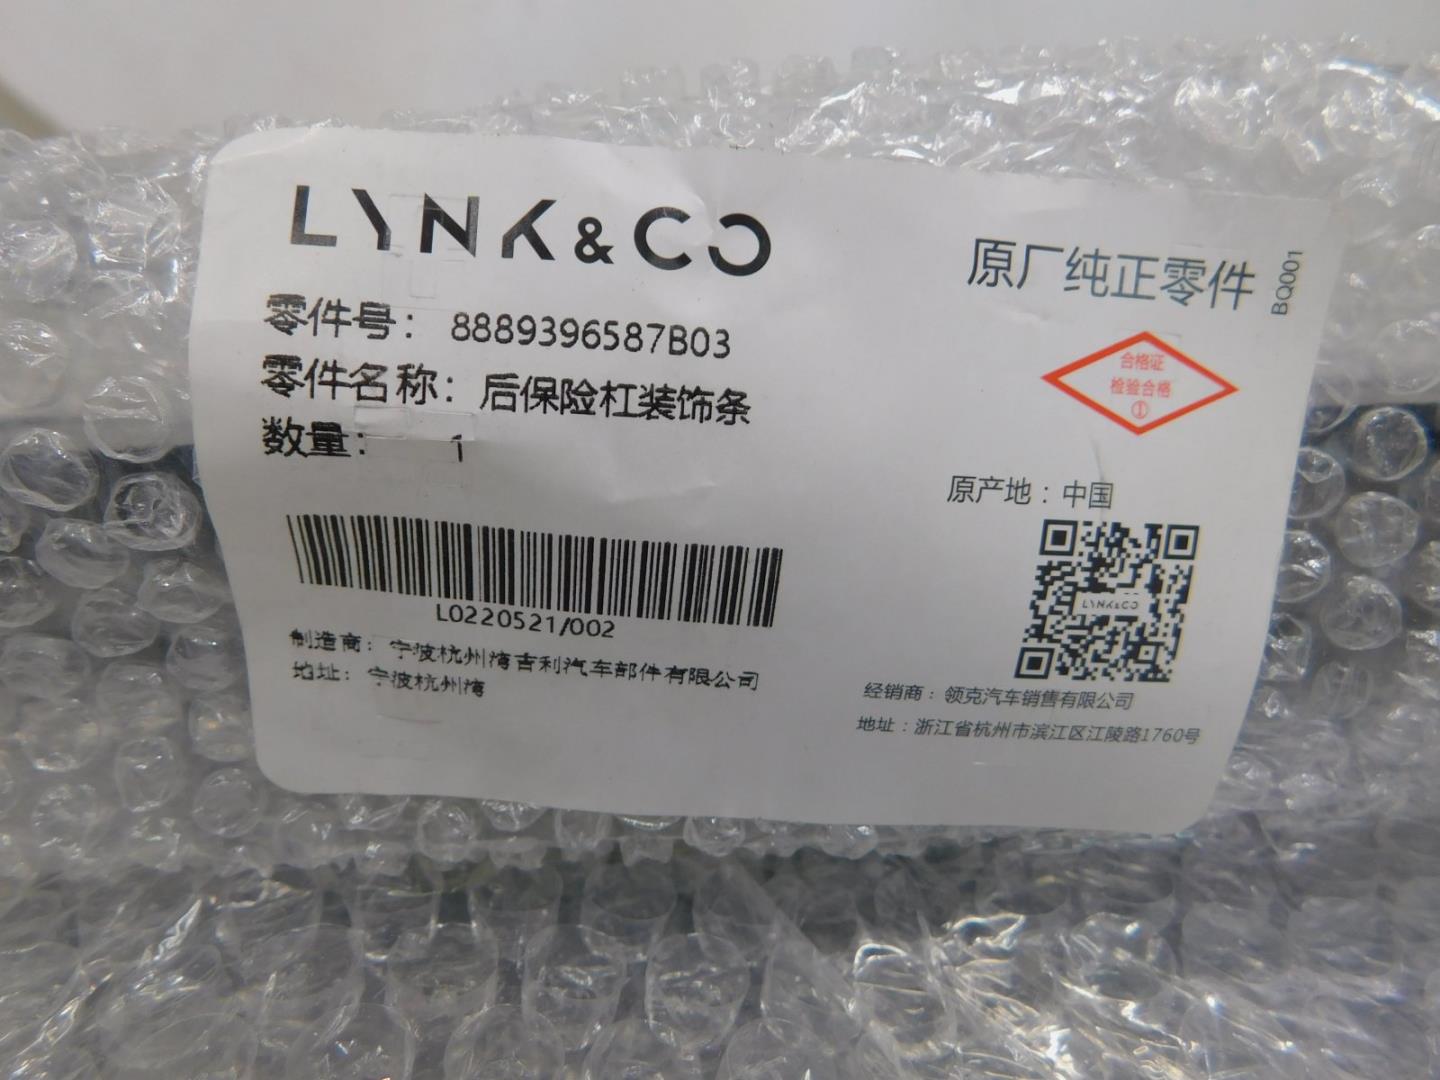 LYNK&CO
原厂纯正零件
BQ001
零件号： 8889396587B03
零件名称：后保险杠装饰条
数量： 1
合格证
检验合格
①
原产地：中国
LYNK&CO
L0220521/002
制造商：宁波杭州湾吉利汽车部件有限公司
地址：宁波杭州湾
经销商：领克汽车销售有限公司
地址：浙江省杭州市滨江区江陵路1760号